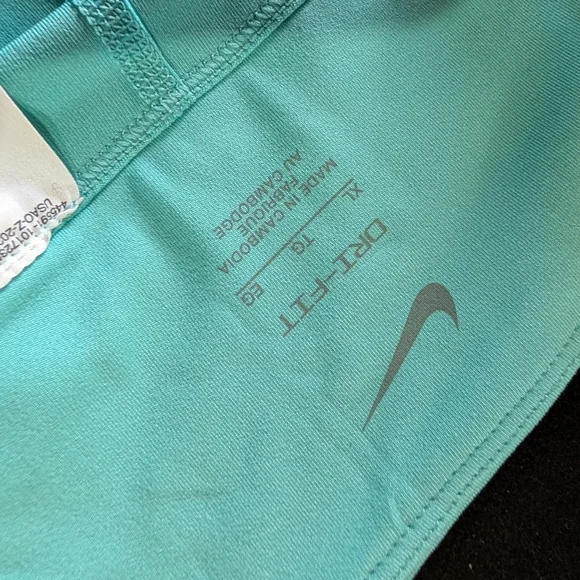 DRI-FIT
XL TG EG
MADE IN CAMBODIA
FABRIQUÉ
AU CAMBODGE